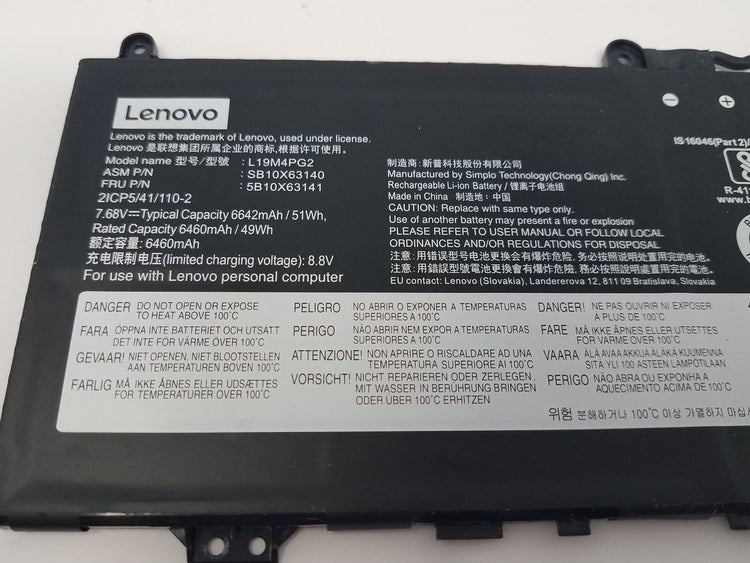 Lenovo
Lenovo is the trademark of Lenovo, used under license.
Lenovo 是联想集团所属企业的商标,根据许可使用。
Model name 型号/型号 : L19M4PG2
ASM P/N : SB10X63140
FRU P/N : 5B10X63141
2ICP5/41/110-2
7.68V⎓Typical Capacity 6642mAh / 51Wh,
Rated Capacity 6460mAh / 49Wh
额定容量: 6460mAh
充电限制电压(limited charging voltage): 8.8V
For use with Lenovo personal computer
制造商: 新普科技股份有限公司
Manufactured by Simplo Technology(Chong Qing) Inc.
Rechargeable Li-ion Battery / 锂离子电池组
Made in China 制造地: 中国
CAUTION: Replace with same type only.
Use of another battery may present a fire or explosion
PLEASE REFER TO USER MANUAL OR FOLLOW LOCAL
ORDINANCES AND/OR REGULATIONS FOR DISPOSAL
注意: 用错误型号电池更换会有爆炸危险, 务必按照说明处置用完的电池。
注意: 用錯誤型號電池更換會有爆炸危險, 務必按照說明處置用完的電池。
EU contact: Lenovo (Slovakia), Landererova 12, 811 09 Bratislava, Slovakia
IS 16046(Part 2)/
R-41
DANGER DO NOT OPEN OR EXPOSE
TO HEAT ABOVE 100°C
FARA ÖPPNA INTE BATTERIET OCH UTSÄTT
DET INTE FÖR VÄRME ÖVER 100°C
GEVAAR! NIET OPENEN, NIET BLOOTSTELLEN
AAN TEMPERATUREN BOVEN 100°C
FARLIG MÅ IKKE ÅBNES ELLER UDSÆTTES
FOR TEMPERATURER OVER 100°C
PELIGRO NO ABRIR O EXPONER A TEMPERATURAS
SUPERIORES A 100°C
PERIGO NÃO ABRIR NEM EXPOR A TEMPERATURAS
SUPERIORES A 100°C
ATTENZIONE! NON APRIRE O RISCALDARE AD UNA
TEMPERATURA SUPERIORE AI 100°C
VORSICHT! NICHT REPARIEREN ODER ZERLEGEN,
MIT WASSER IN BERÜHRUNG BRINGEN
ODER ÜBER 100°C ERHITZEN
DANGER! NE PAS OUVRIR NI EXPOSER
A PLUS DE 100°C
FARE MÅ IKKE ÅPNES ELLER UTSETTES
FOR VARME OVER 100°C
VAARA ÄLÄ AVAA AKKUA ÄLÄKÄ KUUMENNA
SITÄ YLI 100 ASTEEN LÄMPÖTILAAN
PERIGO NÃO ABRA OU EXPONHA A
AQUECIMENTO ACIMA DE 100°C
위험 분해하거나 100°C 이상 가열하지 마십